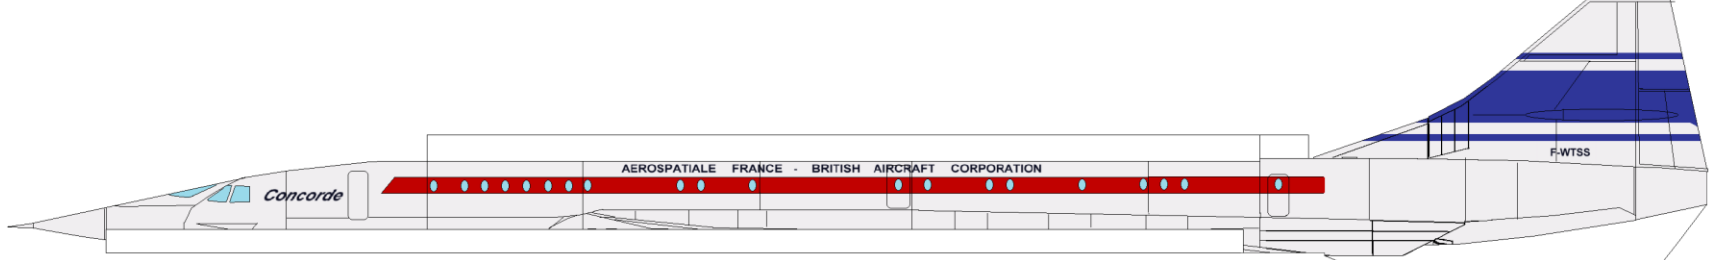 AEROSPATIALE FRANCE - BRITISH AIRCRAFT CORPORATION
Concorde
F-WTSS